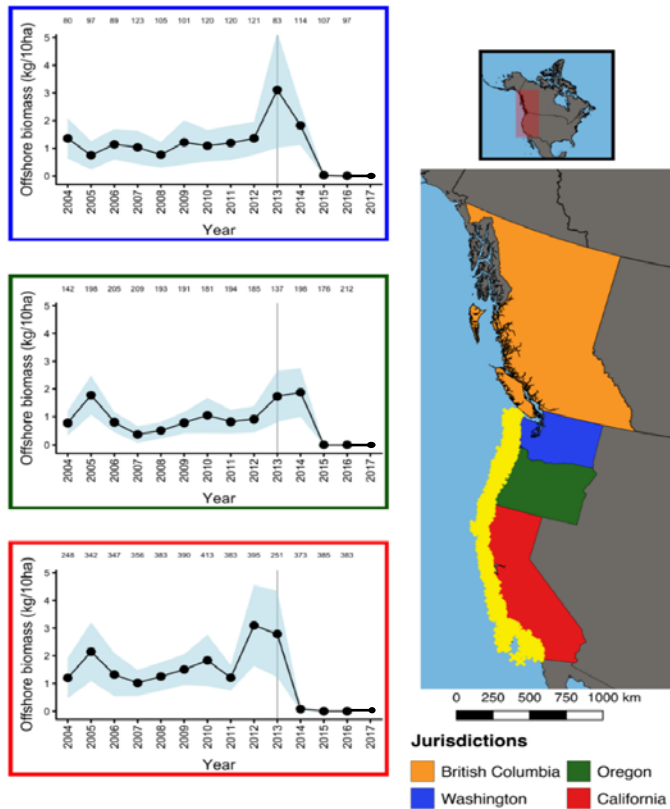 80 97 89 123 105 101 120 120 121 83 114 107 97
Offshore biomass (kg/10ha)
5
4
3
2
1
0
2004 2005 2006 2007 2008 2009 2010 2011 2012 2013 2014 2015 2016 2017
Year
142 198 205 209 193 191 181 194 185 137 198 176 212
Offshore biomass (kg/10ha)
5
4
3
2
1
0
2004 2005 2006 2007 2008 2009 2010 2011 2012 2013 2014 2015 2016 2017
Year
248 342 347 356 383 390 413 383 395 251 373 385 383
Offshore biomass (kg/10ha)
5
4
3
2
1
0
2004 2005 2006 2007 2008 2009 2010 2011 2012 2013 2014 2015 2016 2017
Year
0 250 500 750 1000 km
Jurisdictions
British Columbia Oregon
Washington California